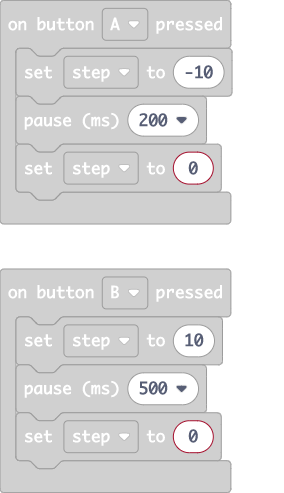 on button A pressed
set step to -10
pause (ms) 200
set step to 0
on button B pressed
set step to 10
pause (ms) 500
set step to 0